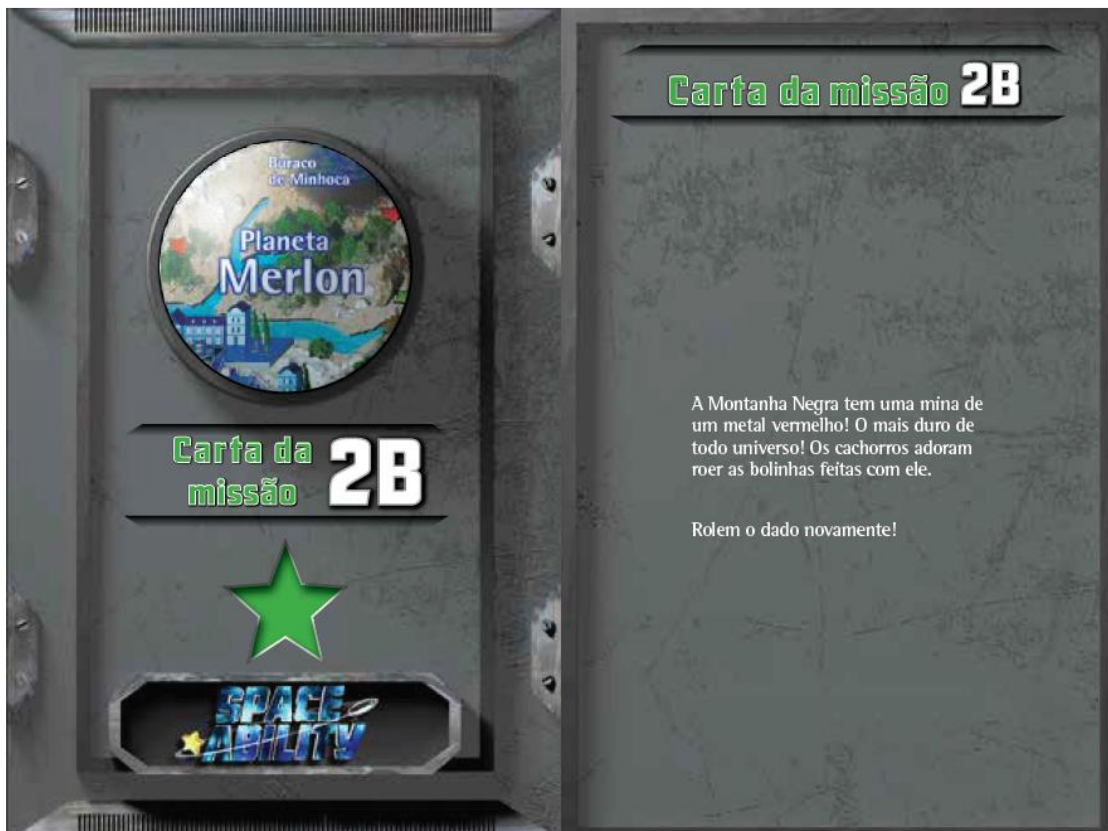 Buraco
de Minhoca
Planeta
Merlon
Carta da
missão
2B
SPACE
ABILITY
Carta da missão 2B
A Montanha Negra tem uma mina de
um metal vermelho! O mais duro de
todo universo! Os cachorros adoram
roer as bolinhas feitas com ele.
Rolem o dado novamente!